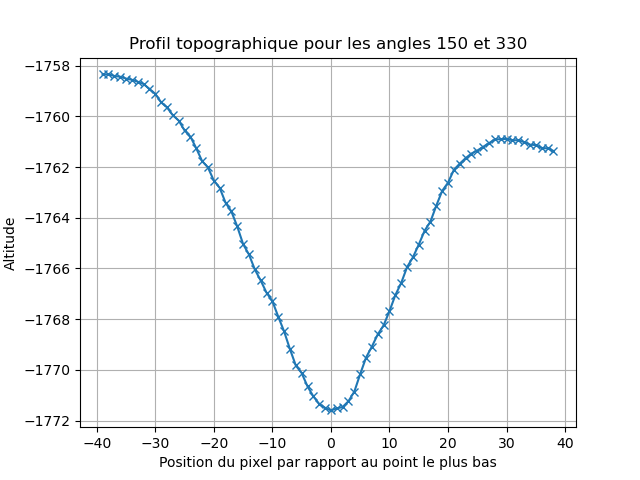 Profil topographique pour les angles 150 et 330
Altitude
−1758
−1760
−1762
−1764
−1766
−1768
−1770
−1772
−40 −30 −20 −10 0 10 20 30 40
Position du pixel par rapport au point le plus bas